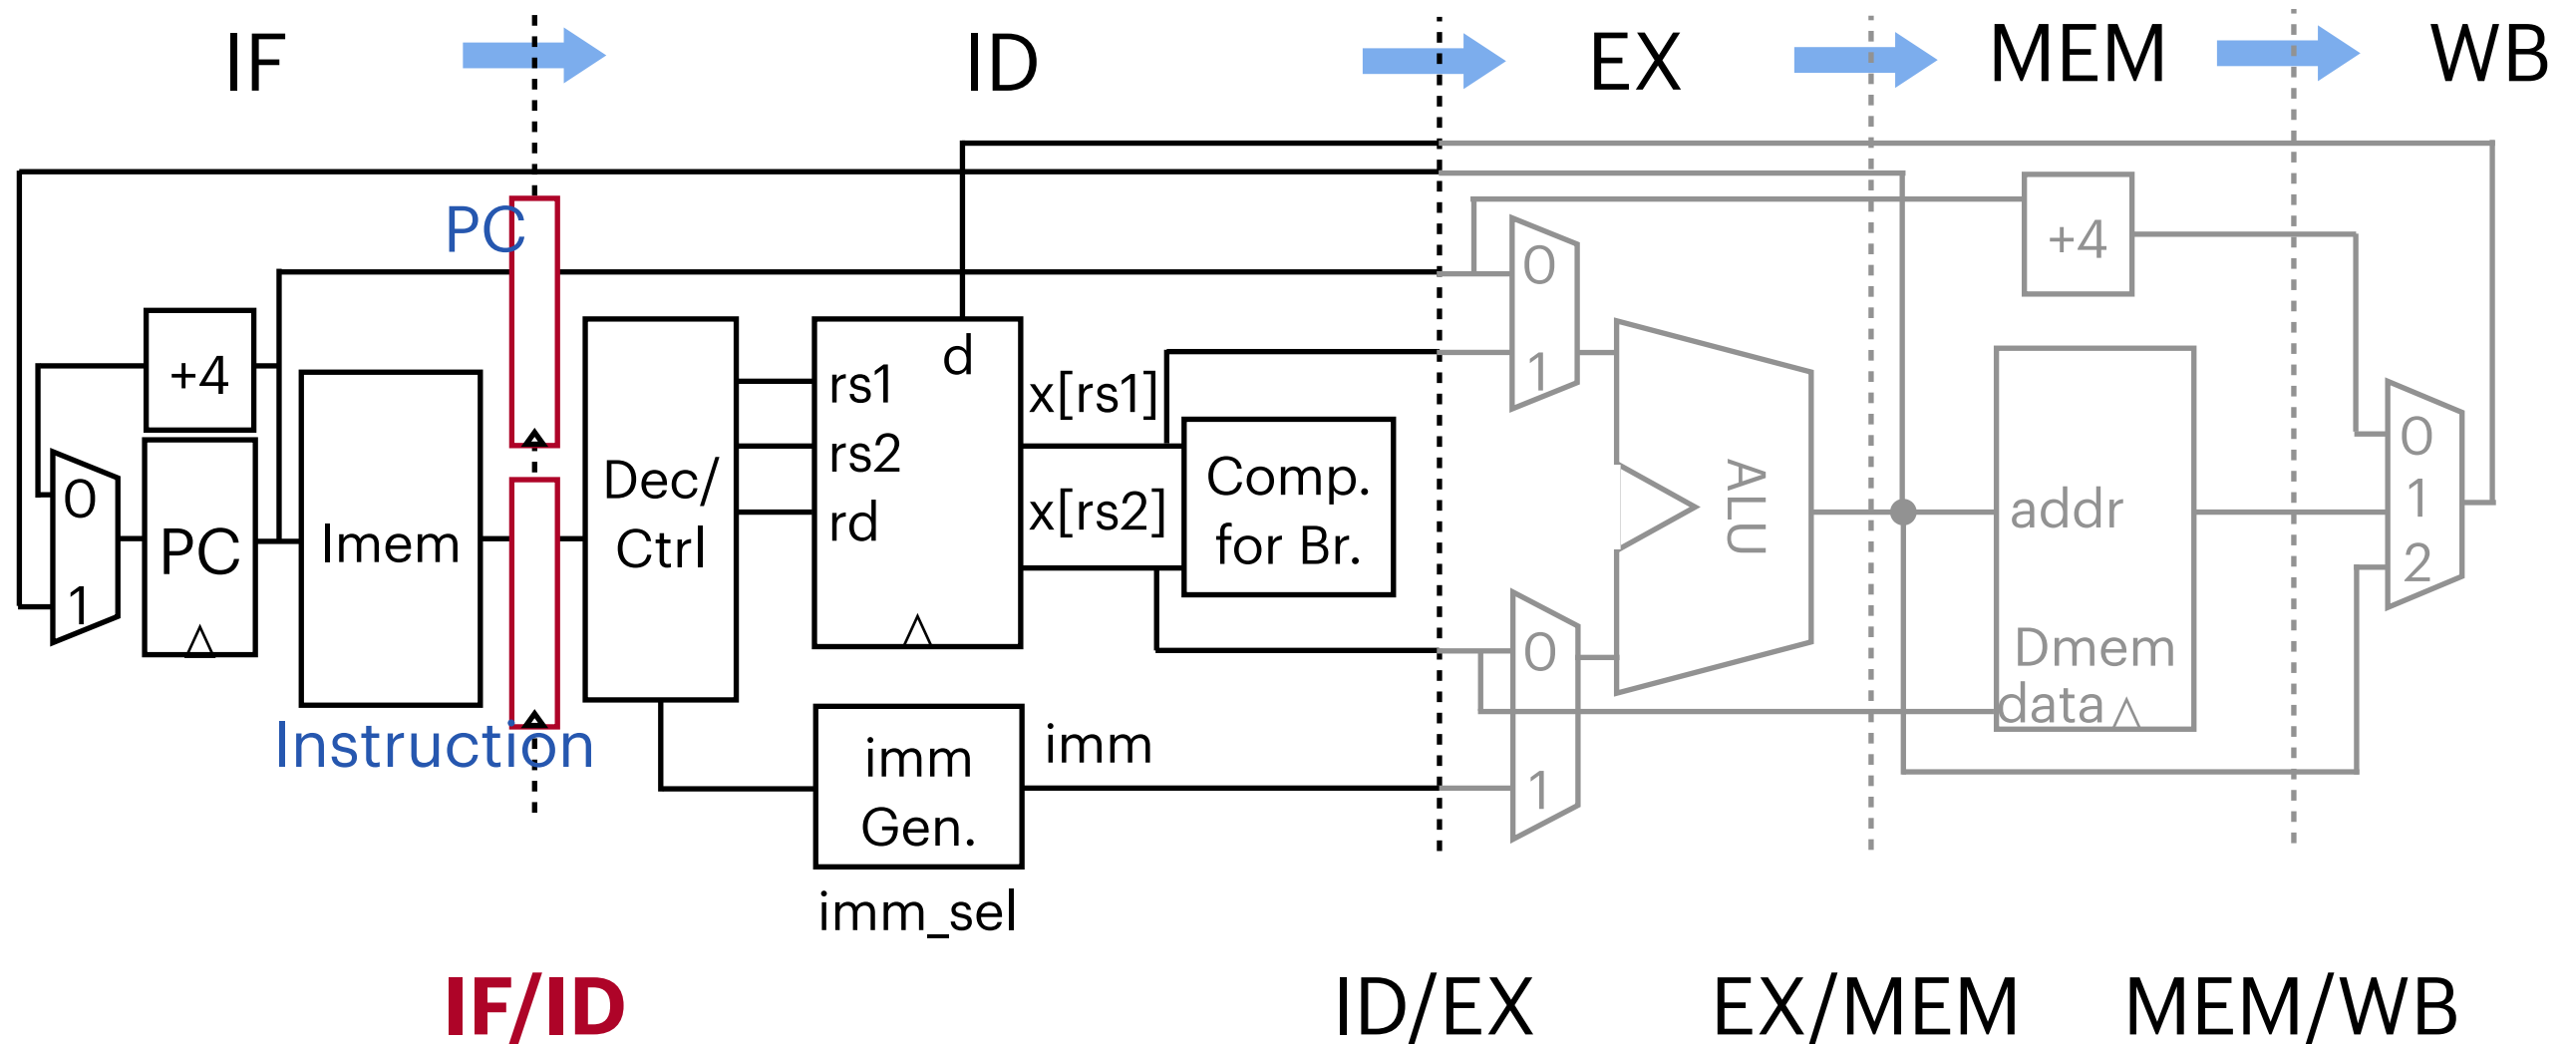 IF
ID
EX
MEM
WB
PC
+4
0
1
PC
Imem
Instruction
Dec/
Ctrl
d
rs1
rs2
rd
x[rs1]
x[rs2]
Comp.
for Br.
imm
Gen.
imm
imm_sel
0
1
0
1
ALU
+4
addr
Dmem
data
0
1
2
IF/ID
ID/EX
EX/MEM
MEM/WB